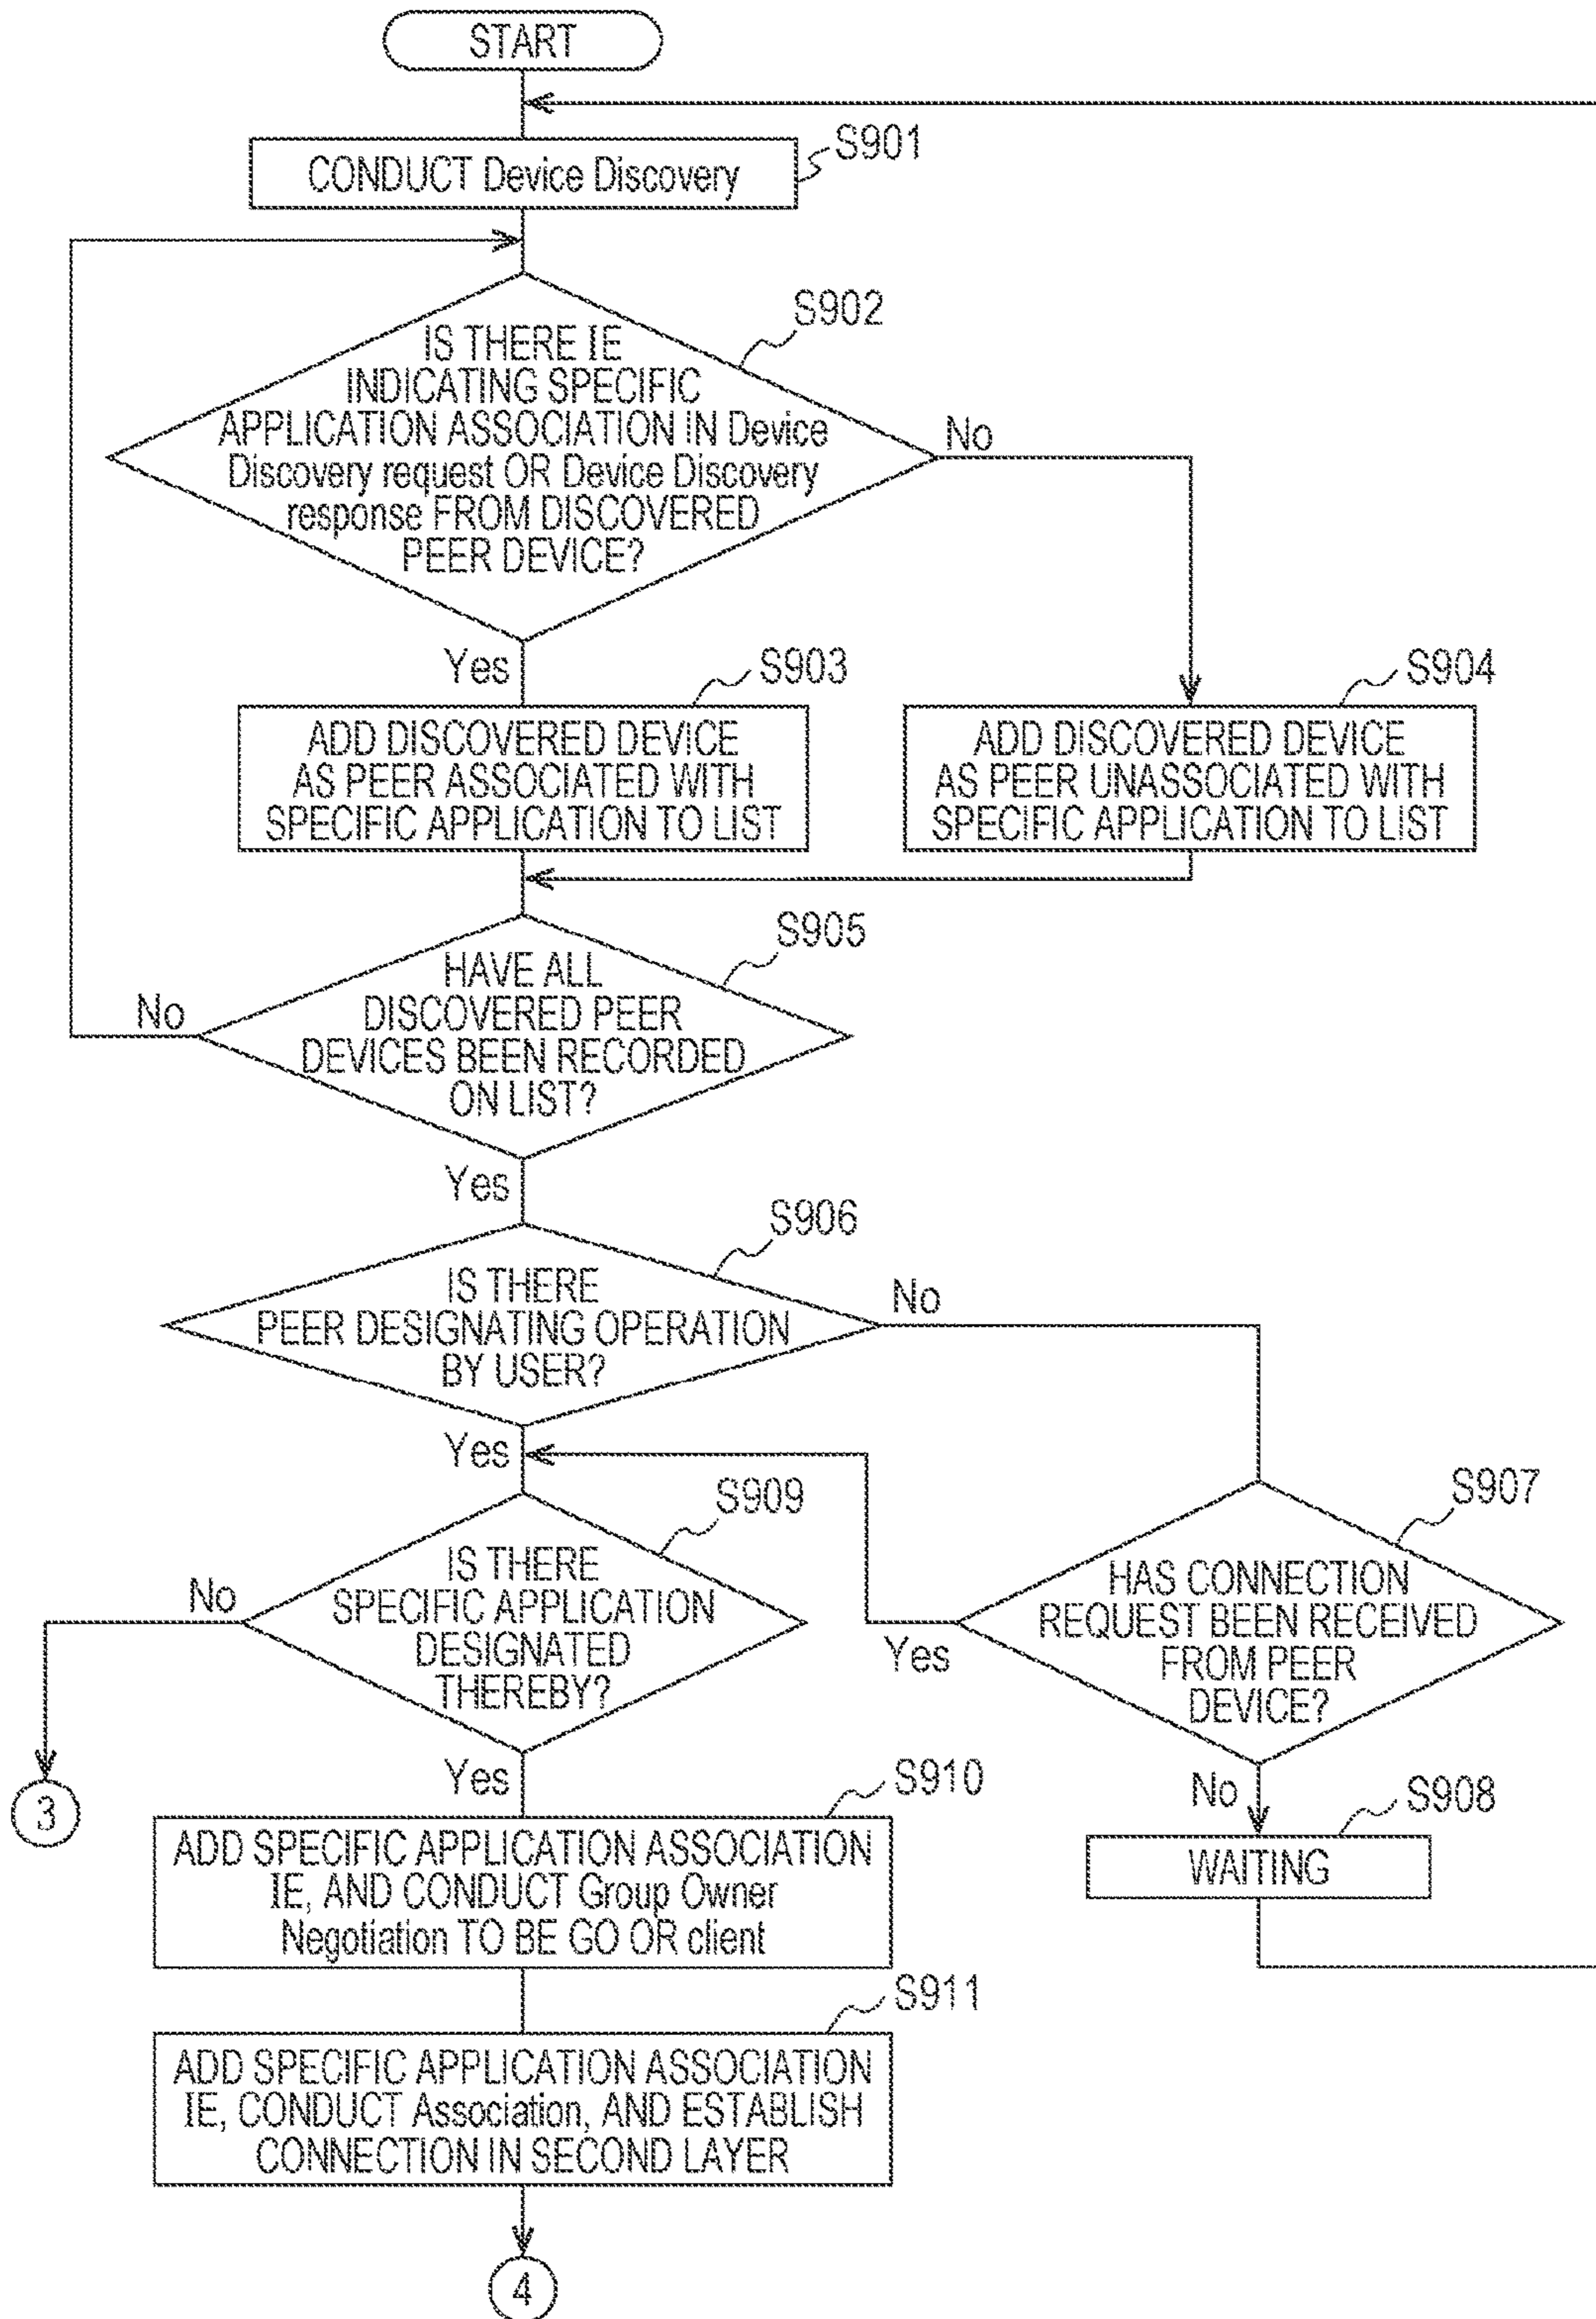 START
S901
CONDUCT Device Discovery
S902
IS THERE IE
INDICATING SPECIFIC
APPLICATION ASSOCIATION IN Device
Discovery request OR Device Discovery
response FROM DISCOVERED
PEER DEVICE?
No
Yes
S903
ADD DISCOVERED DEVICE
AS PEER ASSOCIATED WITH
SPECIFIC APPLICATION TO LIST
S904
ADD DISCOVERED DEVICE
AS PEER UNASSOCIATED WITH
SPECIFIC APPLICATION TO LIST
S905
HAVE ALL
DISCOVERED PEER
DEVICES BEEN RECORDED
ON LIST?
No
Yes
S906
IS THERE
PEER DESIGNATING OPERATION
BY USER?
No
Yes
S907
HAS CONNECTION
REQUEST BEEN RECEIVED
FROM PEER
DEVICE?
Yes
No
S908
WAITING
S909
IS THERE
SPECIFIC APPLICATION
DESIGNATED
THEREBY?
No
3
Yes
S910
ADD SPECIFIC APPLICATION ASSOCIATION
IE, AND CONDUCT Group Owner
Negotiation TO BE GO OR client
S911
ADD SPECIFIC APPLICATION ASSOCIATION
IE, CONDUCT Association, AND ESTABLISH
CONNECTION IN SECOND LAYER
4